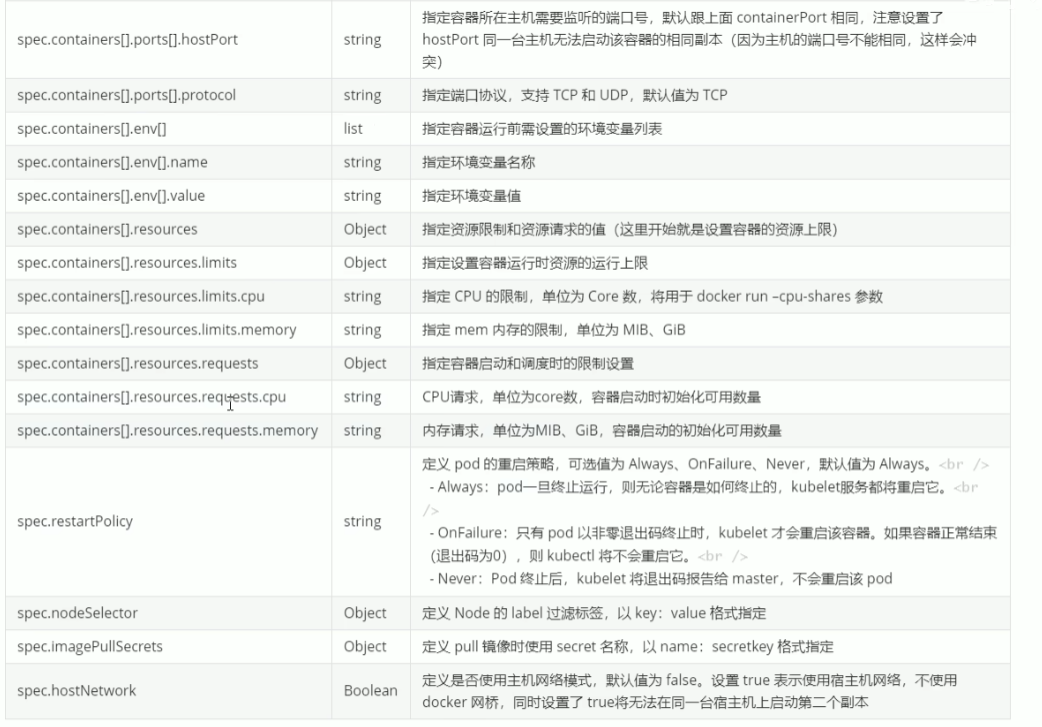 指定容器所在主机需要监听的端口号，默认跟上面 containerPort 相同，注意设置了
spec.containers[].ports[].hostPort string hostPort 同一台主机无法启动该容器的相同副本（因为主机的端口号不能相同，这样会冲
突）
spec.containers[].ports[].protocol string 指定端口协议，支持 TCP 和 UDP，默认值为 TCP
spec.containers[].env[] list 指定容器运行前需设置的环境变量列表
spec.containers[].env[].name string 指定环境变量名称
spec.containers[].env[].value string 指定环境变量值
spec.containers[].resources Object 指定资源限制和资源请求的值（这里开始就是设置容器的资源上限）
spec.containers[].resources.limits Object 指定设置容器运行时资源的运行上限
spec.containers[].resources.limits.cpu string 指定 CPU 的限制，单位为 Core 数，将用于 docker run –cpu-shares 参数
spec.containers[].resources.limits.memory string 指定 mem 内存的限制，单位为 MIB、GiB
spec.containers[].resources.requests Object 指定容器启动和调度时的限制设置
spec.containers[].resources.requests.cpu string CPU请求，单位为core数，容器启动时初始化可用数量
spec.containers[].resources.requests.memory string 内存请求，单位为MIB、GiB，容器启动的初始化可用数量
定义 pod 的重启策略，可选值为 Always、OnFailure、Never，默认值为 Always。<br />
- Always：pod一旦终止运行，则无论容器是如何终止的，kubelet服务都将重启它。<br
/>
spec.restartPolicy string
- OnFailure：只有 pod 以非零退出码终止时，kubelet 才会重启该容器。如果容器正常结束
（退出码为0），则 kubectl 将不会重启它。<br />
- Never：Pod 终止后，kubelet 将退出码报告给 master，不会重启该 pod
spec.nodeSelector Object 定义 Node 的 label 过滤标签，以 key：value 格式指定
spec.imagePullSecrets Object 定义 pull 镜像时使用 secret 名称，以 name：secretkey 格式指定
spec.hostNetwork Boolean 定义是否使用主机网络模式，默认值为 false。设置 true 表示使用宿主机网络，不使用
docker 网桥，同时设置了 true将无法在同一台宿主机上启动第二个副本